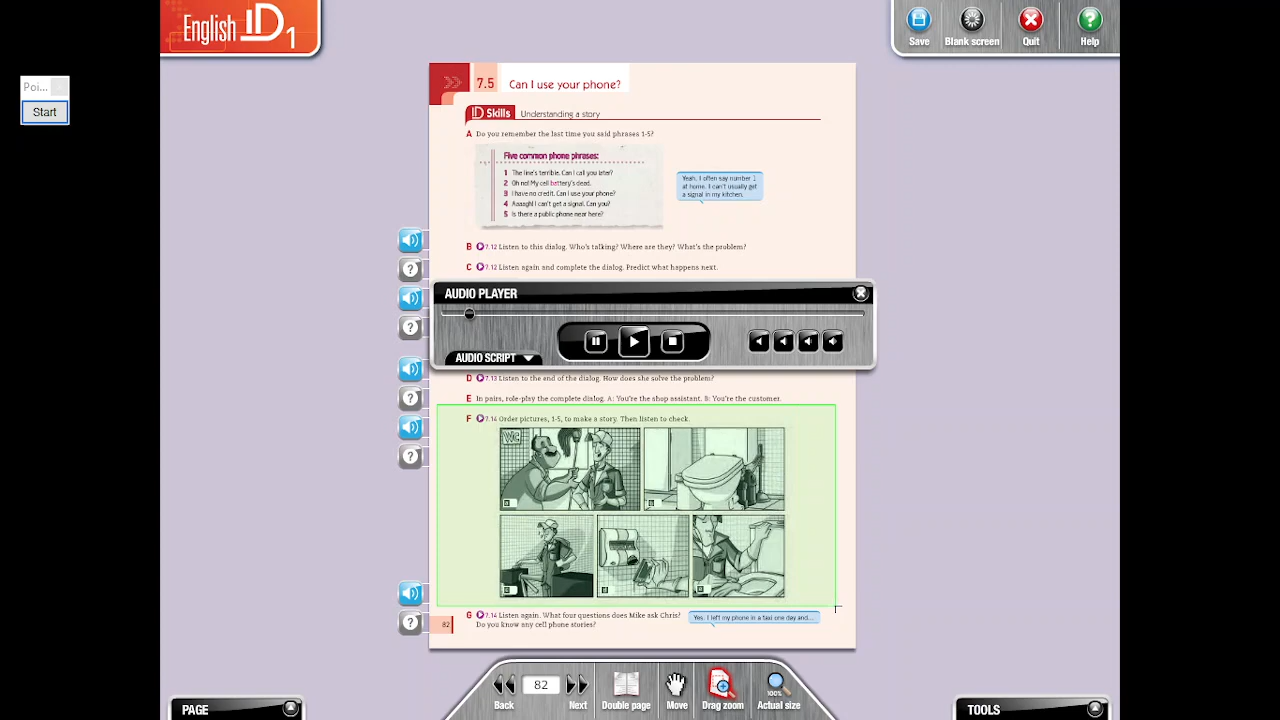 English ID 1
Save
Blank screen
Quit
Help
Poi...
Start
7.5 Can I use your phone?
ID Skills Understanding a story
A Do you remember the last time you said phrases 1-5?
Five common phone phrases:
1 The line's terrible. Can I call you later?
2 Oh no! My cell battery's dead.
3 I have no credit. Can I use your phone?
4 Aaaagh! I can't get a signal. Can you?
5 Is there a public phone near here?
Yeah. I often say number 1
at home. I can't usually get
a signal in my kitchen.
B 7.12 Listen to this dialog. Who's talking? Where are they? What's the problem?
C 7.12 Listen again and complete the dialog. Predict what happens next.
AUDIO PLAYER
AUDIO SCRIPT
D 7.13 Listen to the end of the dialog. How does she solve the problem?
E In pairs, role-play the complete dialog. A: You're the shop assistant. B: You're the customer.
F 7.14 Order pictures, 1-5, to make a story. Then listen to check.
WC
G 7.14 Listen again. What four questions does Mike ask Chris?
Do you know any cell phone stories?
Yes. I left my phone in a taxi one day and...
82
Back
82
Next
Double page
Move
Drag zoom
100%
Actual size
PAGE
TOOLS